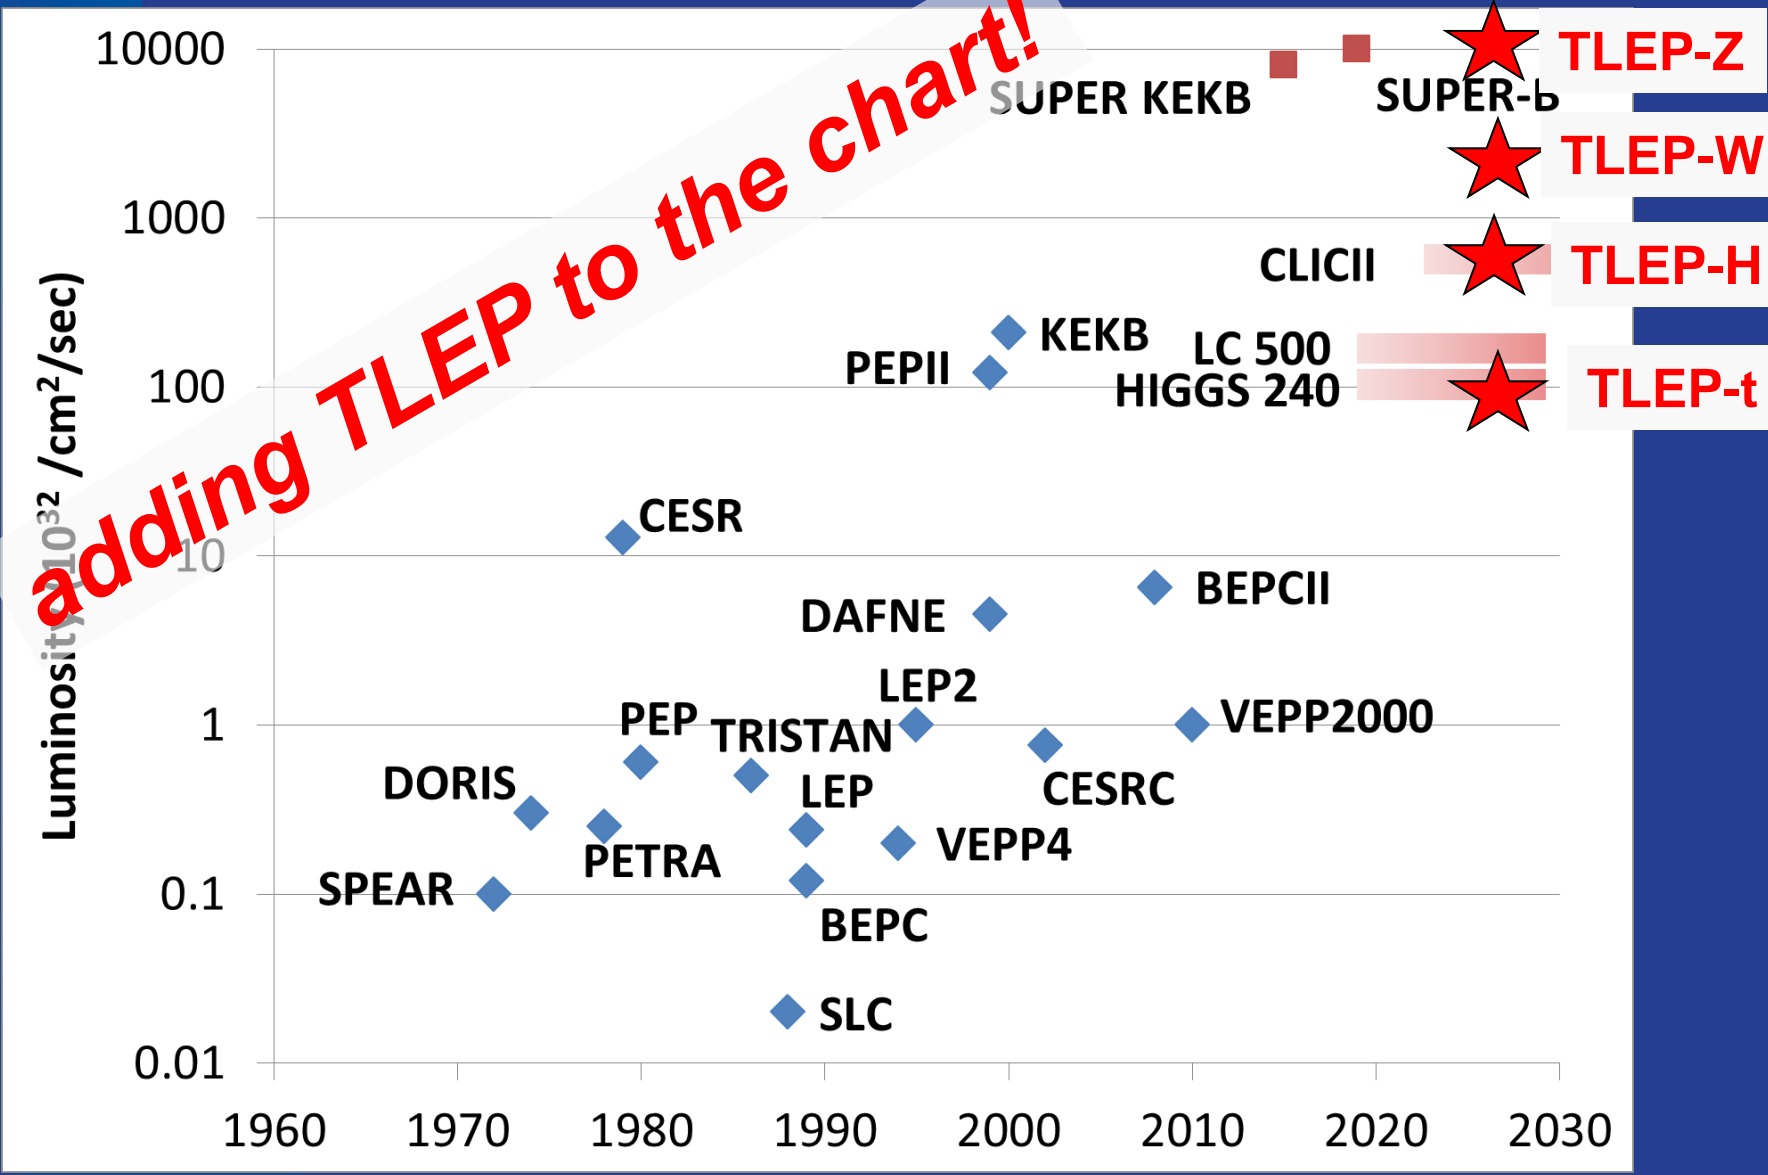 adding TLEP to the chart!
Luminosity (10³² /cm²/sec)
10000
1000
100
10
1
0.1
0.01
1960 1970 1980 1990 2000 2010 2020 2030
SUPER KEKB
SUPER-B
TLEP-Z
TLEP-W
CLICII
TLEP-H
KEKB
LC 500
PEPII
HIGGS 240
TLEP-t
CESR
BEPCII
DAFNE
LEP2
PEP
TRISTAN
VEPP2000
DORIS
LEP
CESRC
PETRA
VEPP4
SPEAR
BEPC
SLC